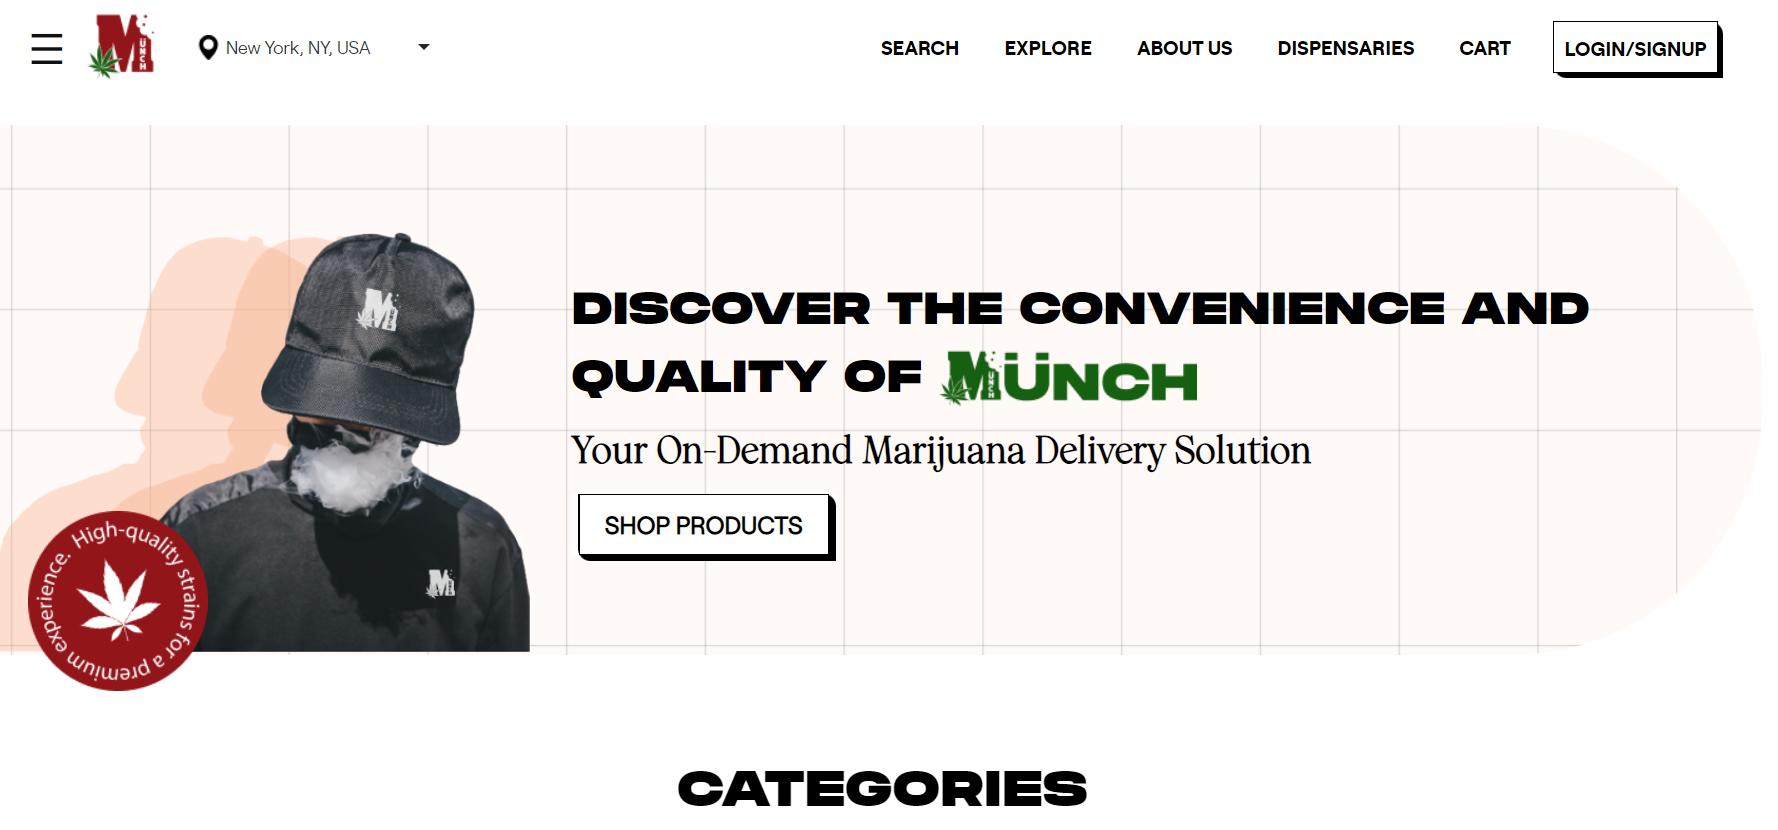 MÜNCH
New York, NY, USA
SEARCH
EXPLORE
ABOUT US
DISPENSARIES
CART
LOGIN/SIGNUP
DISCOVER THE CONVENIENCE AND
QUALITY OF MÜNCH
Your On-Demand Marijuana Delivery Solution
SHOP PRODUCTS
High-quality strains for a premium experience.
CATEGORIES